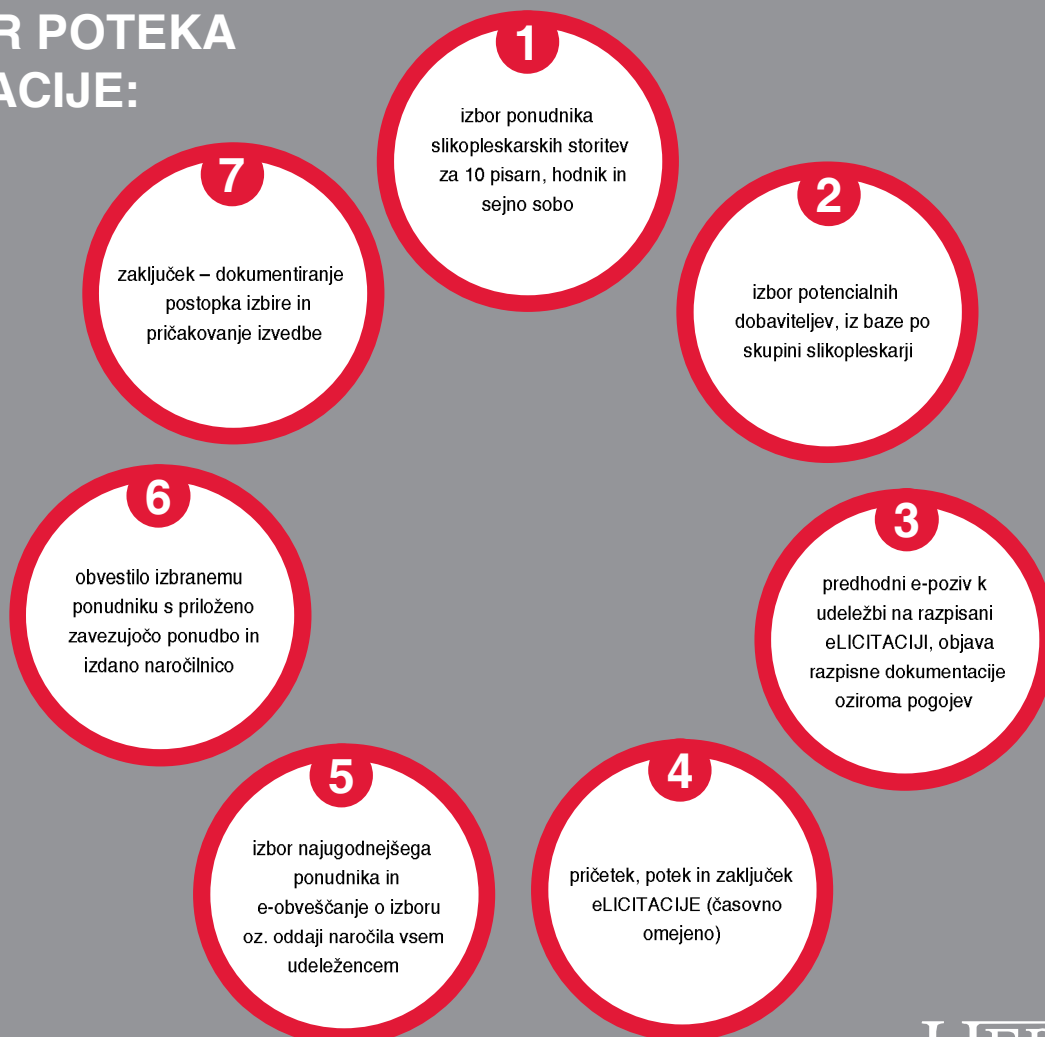 R POTEKA
ACIJE:
1
izbor ponudnika
slikopleskarskih storitev
za 10 pisarn, hodnik in
sejno sobo
2
izbor potencialnih
dobaviteljev, iz baze po
skupini slikopleskarji
3
predhodni e-poziv k
udeležbi na razpisani
eLICITACIJI, objava
razpisne dokumentacije
oziroma pogojev
4
pričetek, potek in zaključek
eLICITACIJE (časovno
omejeno)
5
izbor najugodnejšega
ponudnika in
e-obveščanje o izboru
oz. oddaji naročila vsem
udeležencem
6
obvestilo izbranemu
ponudniku s priloženo
zavezujočo ponudbo in
izdano naročilnico
7
zaključek – dokumentiranje
postopka izbire in
pričakovanje izvedbe